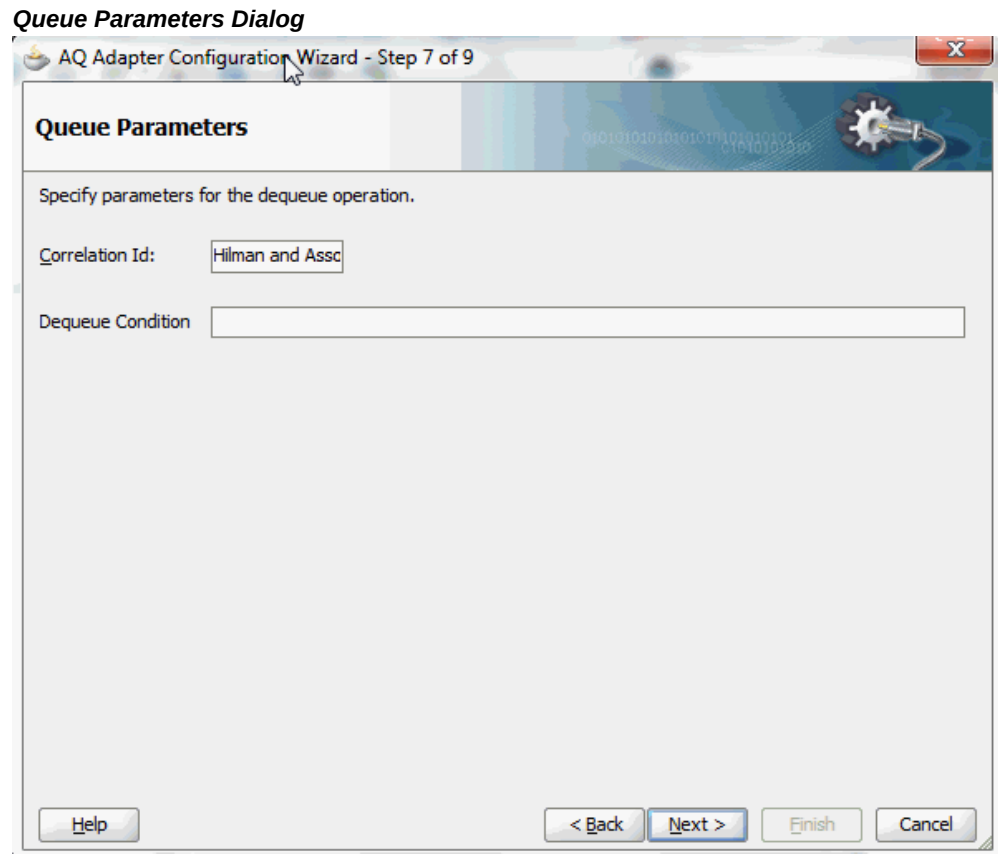 Queue Parameters Dialog
AQ Adapter Configuration Wizard - Step 7 of 9
Queue Parameters
Specify parameters for the dequeue operation.
Correlation Id: Hilman and Assc
Dequeue Condition
Help < Back Next > Finish Cancel